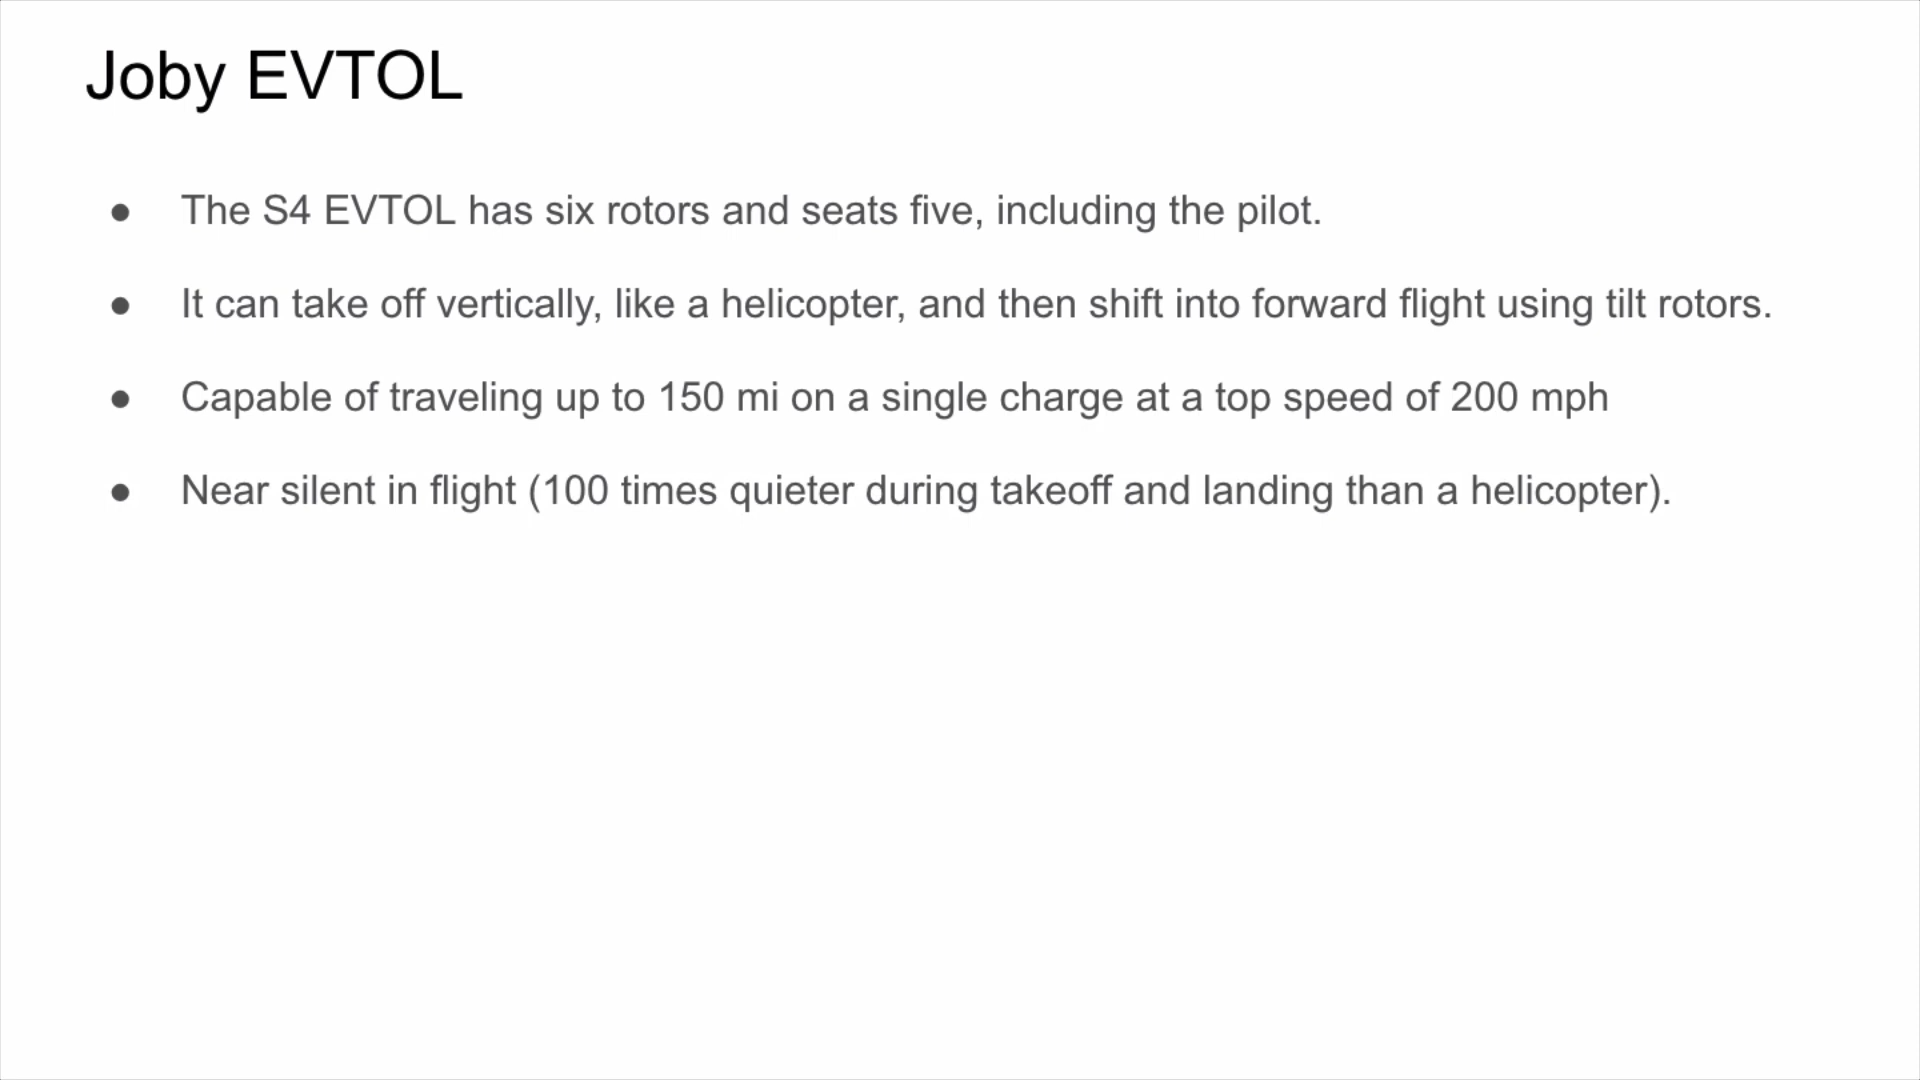 Joby EVTOL
● The S4 EVTOL has six rotors and seats five, including the pilot.
● It can take off vertically, like a helicopter, and then shift into forward flight using tilt rotors.
● Capable of traveling up to 150 mi on a single charge at a top speed of 200 mph
● Near silent in flight (100 times quieter during takeoff and landing than a helicopter).